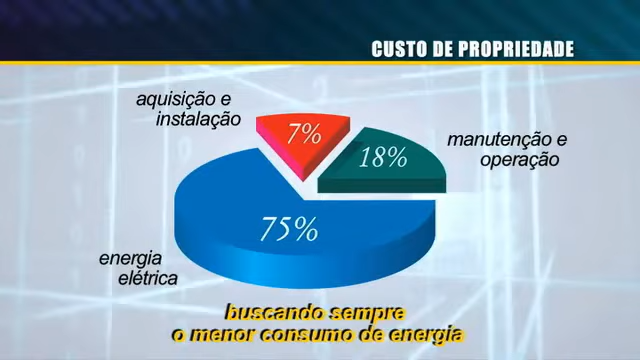 CUSTO DE PROPRIEDADE
aquisição e
instalação
7%
18%
manutenção e
operação
75%
energia
elétrica
buscando sempre
o menor consumo de energia